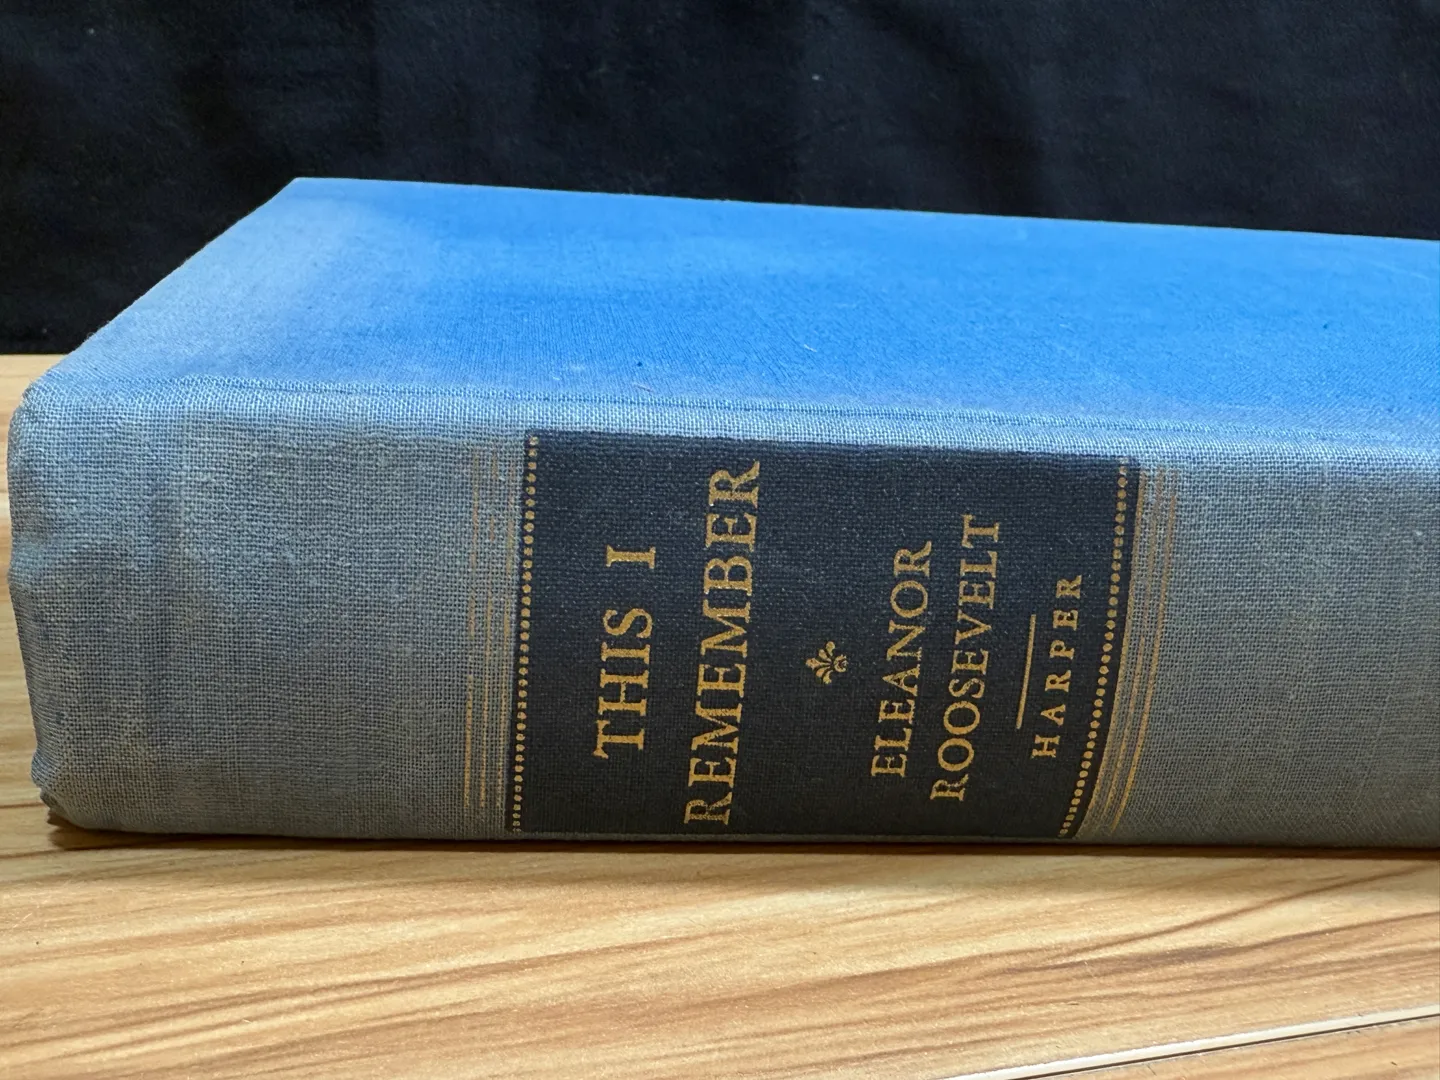 THIS I
REMEMBER
ELEANOR
ROOSEVELT
HARPER